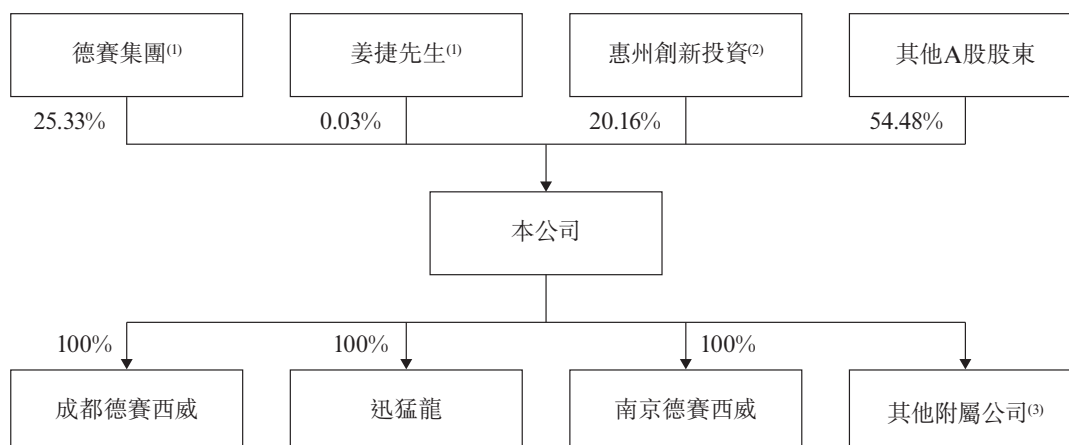 德賽集團(1)
姜捷先生(1)
惠州創新投資(2)
其他A股股東
25.33%
0.03%
20.16%
54.48%
本公司
100%
100%
100%
成都德賽西威
迅猛龍
南京德賽西威
其他附屬公司(3)